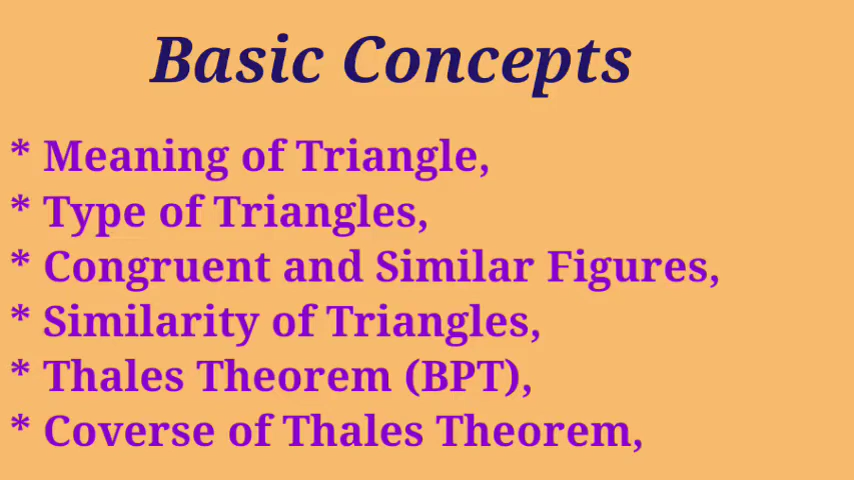 Basic Concepts
* Meaning of Triangle,
* Type of Triangles,
* Congruent and Similar Figures,
* Similarity of Triangles,
* Thales Theorem (BPT),
* Coverse of Thales Theorem,